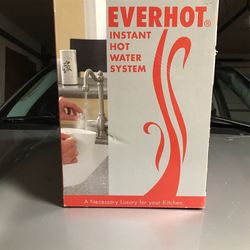 EVERHOT®
INSTANT
HOT
WATER
SYSTEM
A Necessary Luxury for your Kitchen.